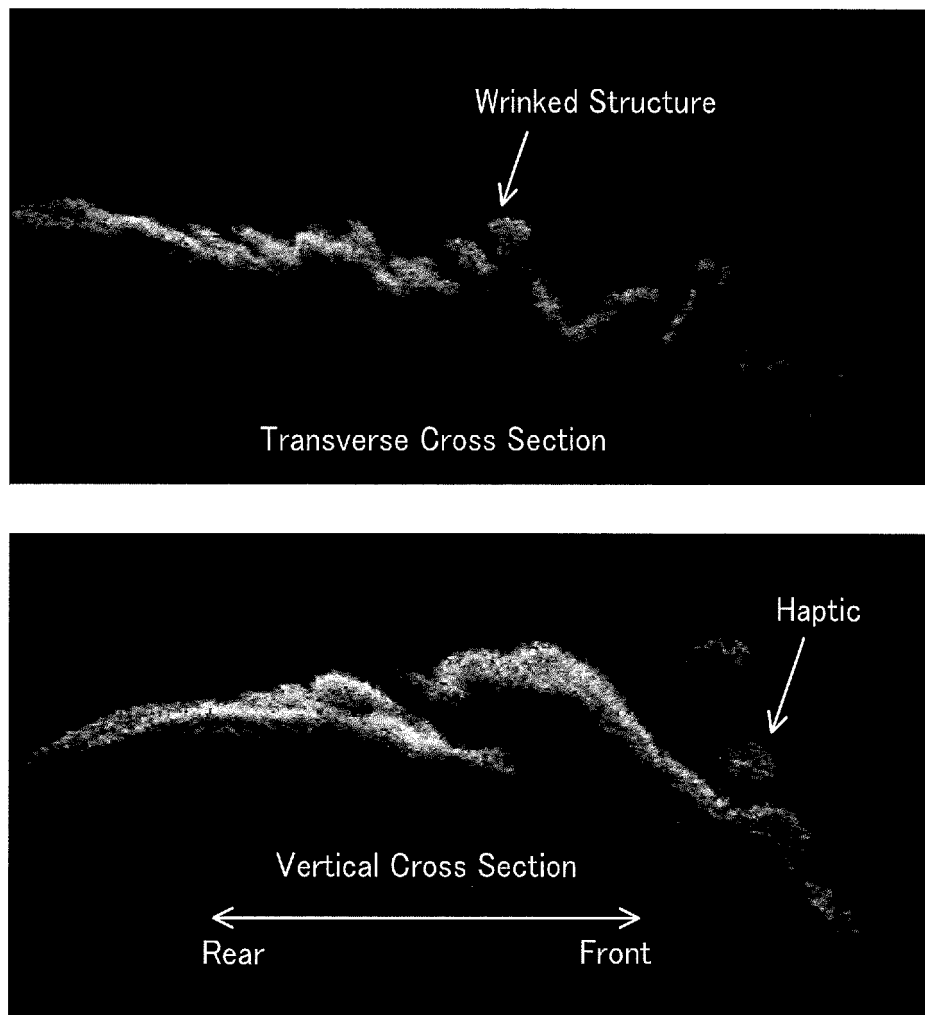 Wrinked Structure
Transverse Cross Section
Haptic
Vertical Cross Section
Rear Front